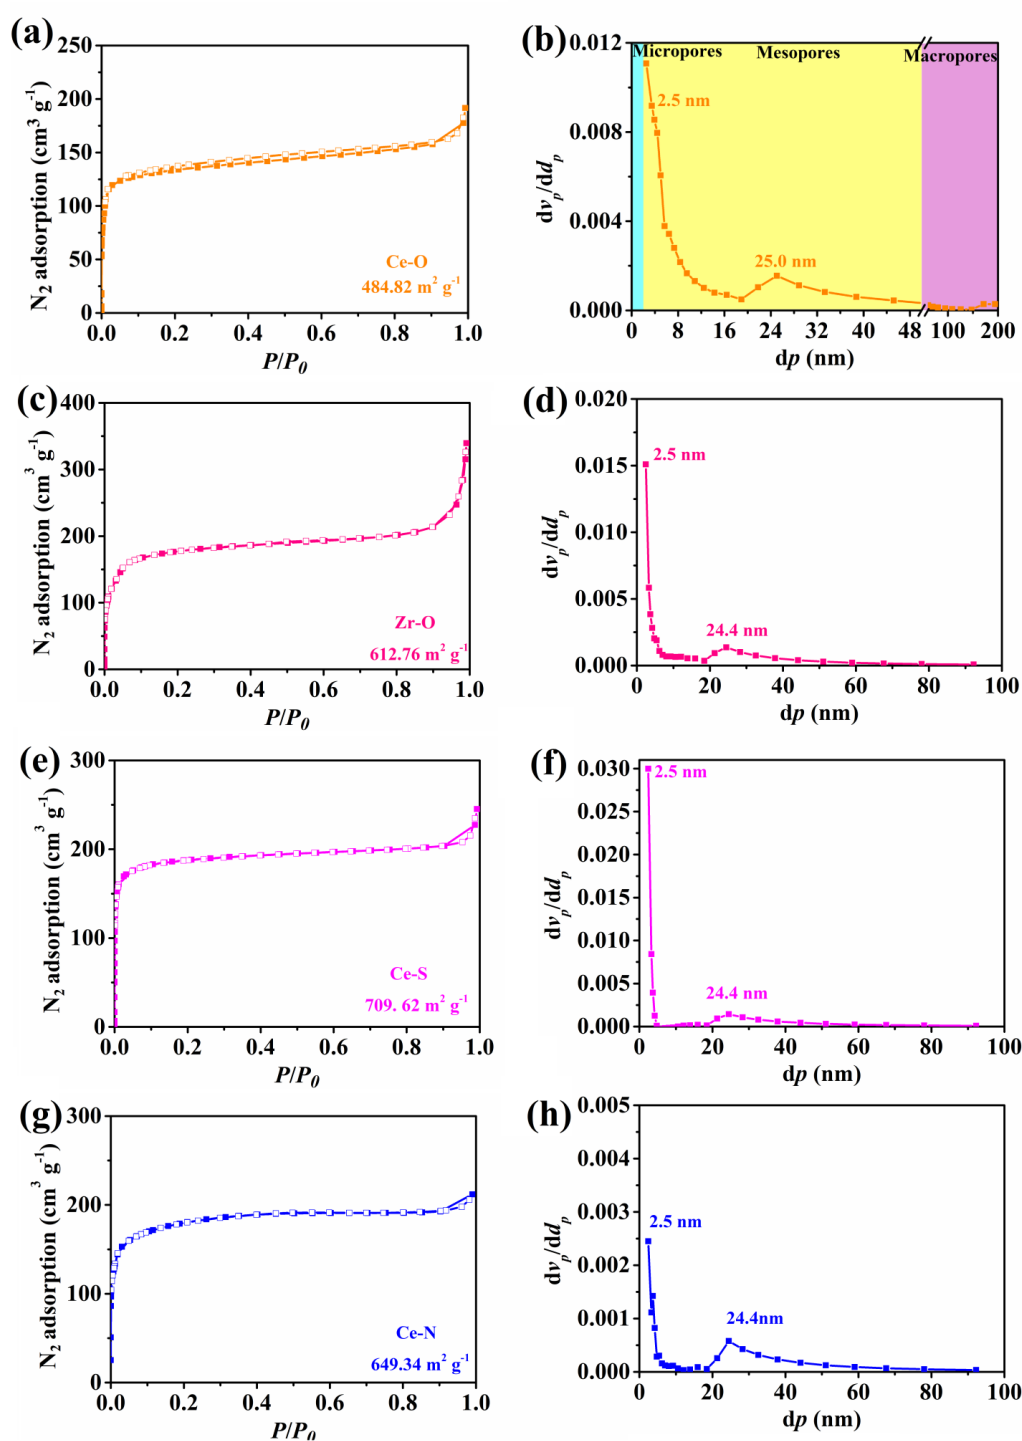 (a)
250
200
150
100
50
0
N₂ adsorption (cm³ g⁻¹)
Ce-O
484.82 m² g⁻¹
0.0 0.2 0.4 0.6 0.8 1.0
P/P₀
(b)
0.012
0.008
0.004
0.000
dvₚ/ddₚ
Micropores Mesopores Macropores
2.5 nm
25.0 nm
0 8 16 24 32 40 48 100 200
dp (nm)
(c)
400
300
200
100
0
N₂ adsorption (cm³ g⁻¹)
Zr-O
612.76 m² g⁻¹
0.0 0.2 0.4 0.6 0.8 1.0
P/P₀
(d)
0.020
0.015
0.010
0.005
0.000
dvₚ/ddₚ
2.5 nm
24.4 nm
0 20 40 60 80 100
dp (nm)
(e)
300
200
100
0
N₂ adsorption (cm³ g⁻¹)
Ce-S
709. 62 m² g⁻¹
0.0 0.2 0.4 0.6 0.8 1.0
P/P₀
(f)
0.030
0.020
0.015
0.010
0.005
0.000
dvₚ/ddₚ
2.5 nm
24.4 nm
0 20 40 60 80 100
dp (nm)
(g)
300
200
100
0
N₂ adsorption (cm³ g⁻¹)
Ce-N
649.34 m² g⁻¹
0.0 0.2 0.4 0.6 0.8 1.0
P/P₀
(h)
0.005
0.004
0.003
0.002
0.001
0.000
dvₚ/ddₚ
2.5 nm
24.4nm
0 20 40 60 80 100
dp (nm)